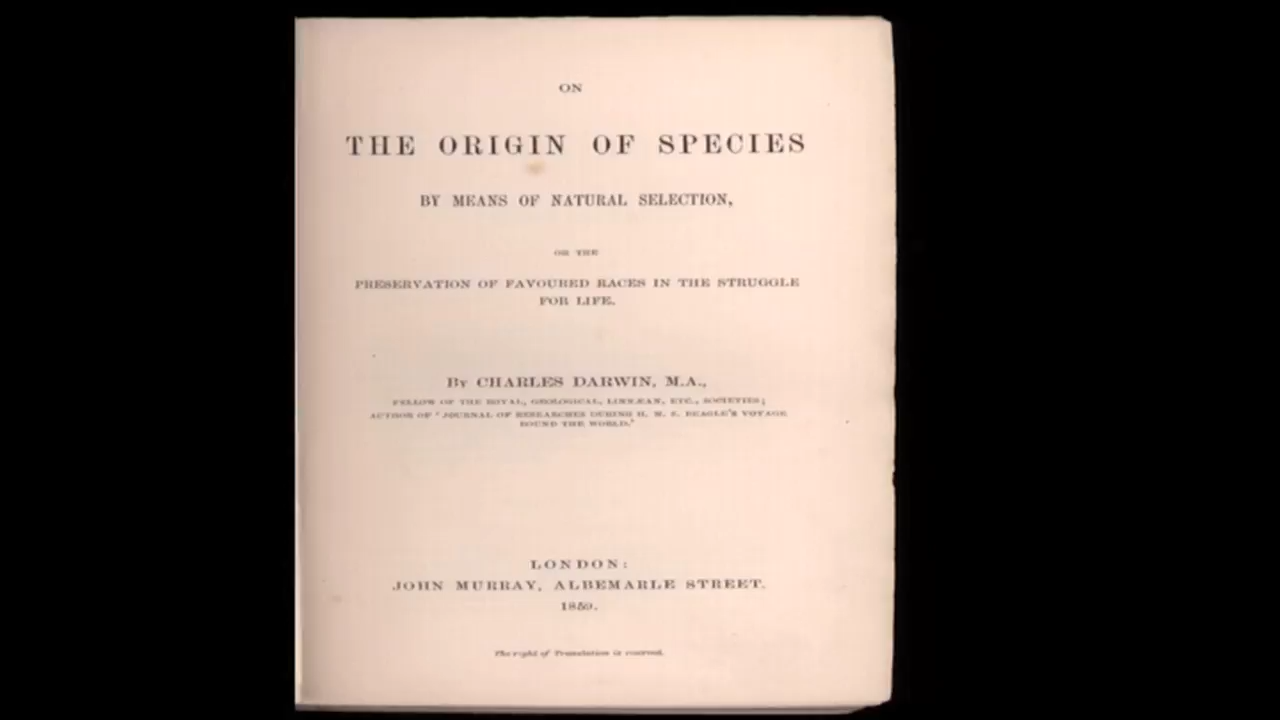 ON
THE ORIGIN OF SPECIES
BY MEANS OF NATURAL SELECTION,
OR THE
PRESERVATION OF FAVOURED RACES IN THE STRUGGLE
FOR LIFE.
By CHARLES DARWIN, M.A.,
FELLOW OF THE ROYAL, GEOLOGICAL, LINNÆAN, ETC., SOCIETIES;
AUTHOR OF 'JOURNAL OF RESEARCHES DURING H. M. S. BEAGLE'S VOYAGE
ROUND THE WORLD.'
LONDON:
JOHN MURRAY, ALBEMARLE STREET.
1859.
The right of Translation is reserved.